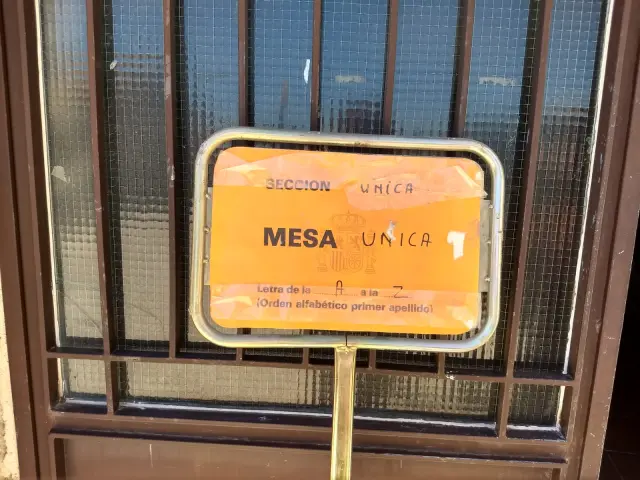 SECCION UNICA
MESA UNICA
Letra de la A a la Z
(Orden alfabético primer apellido)